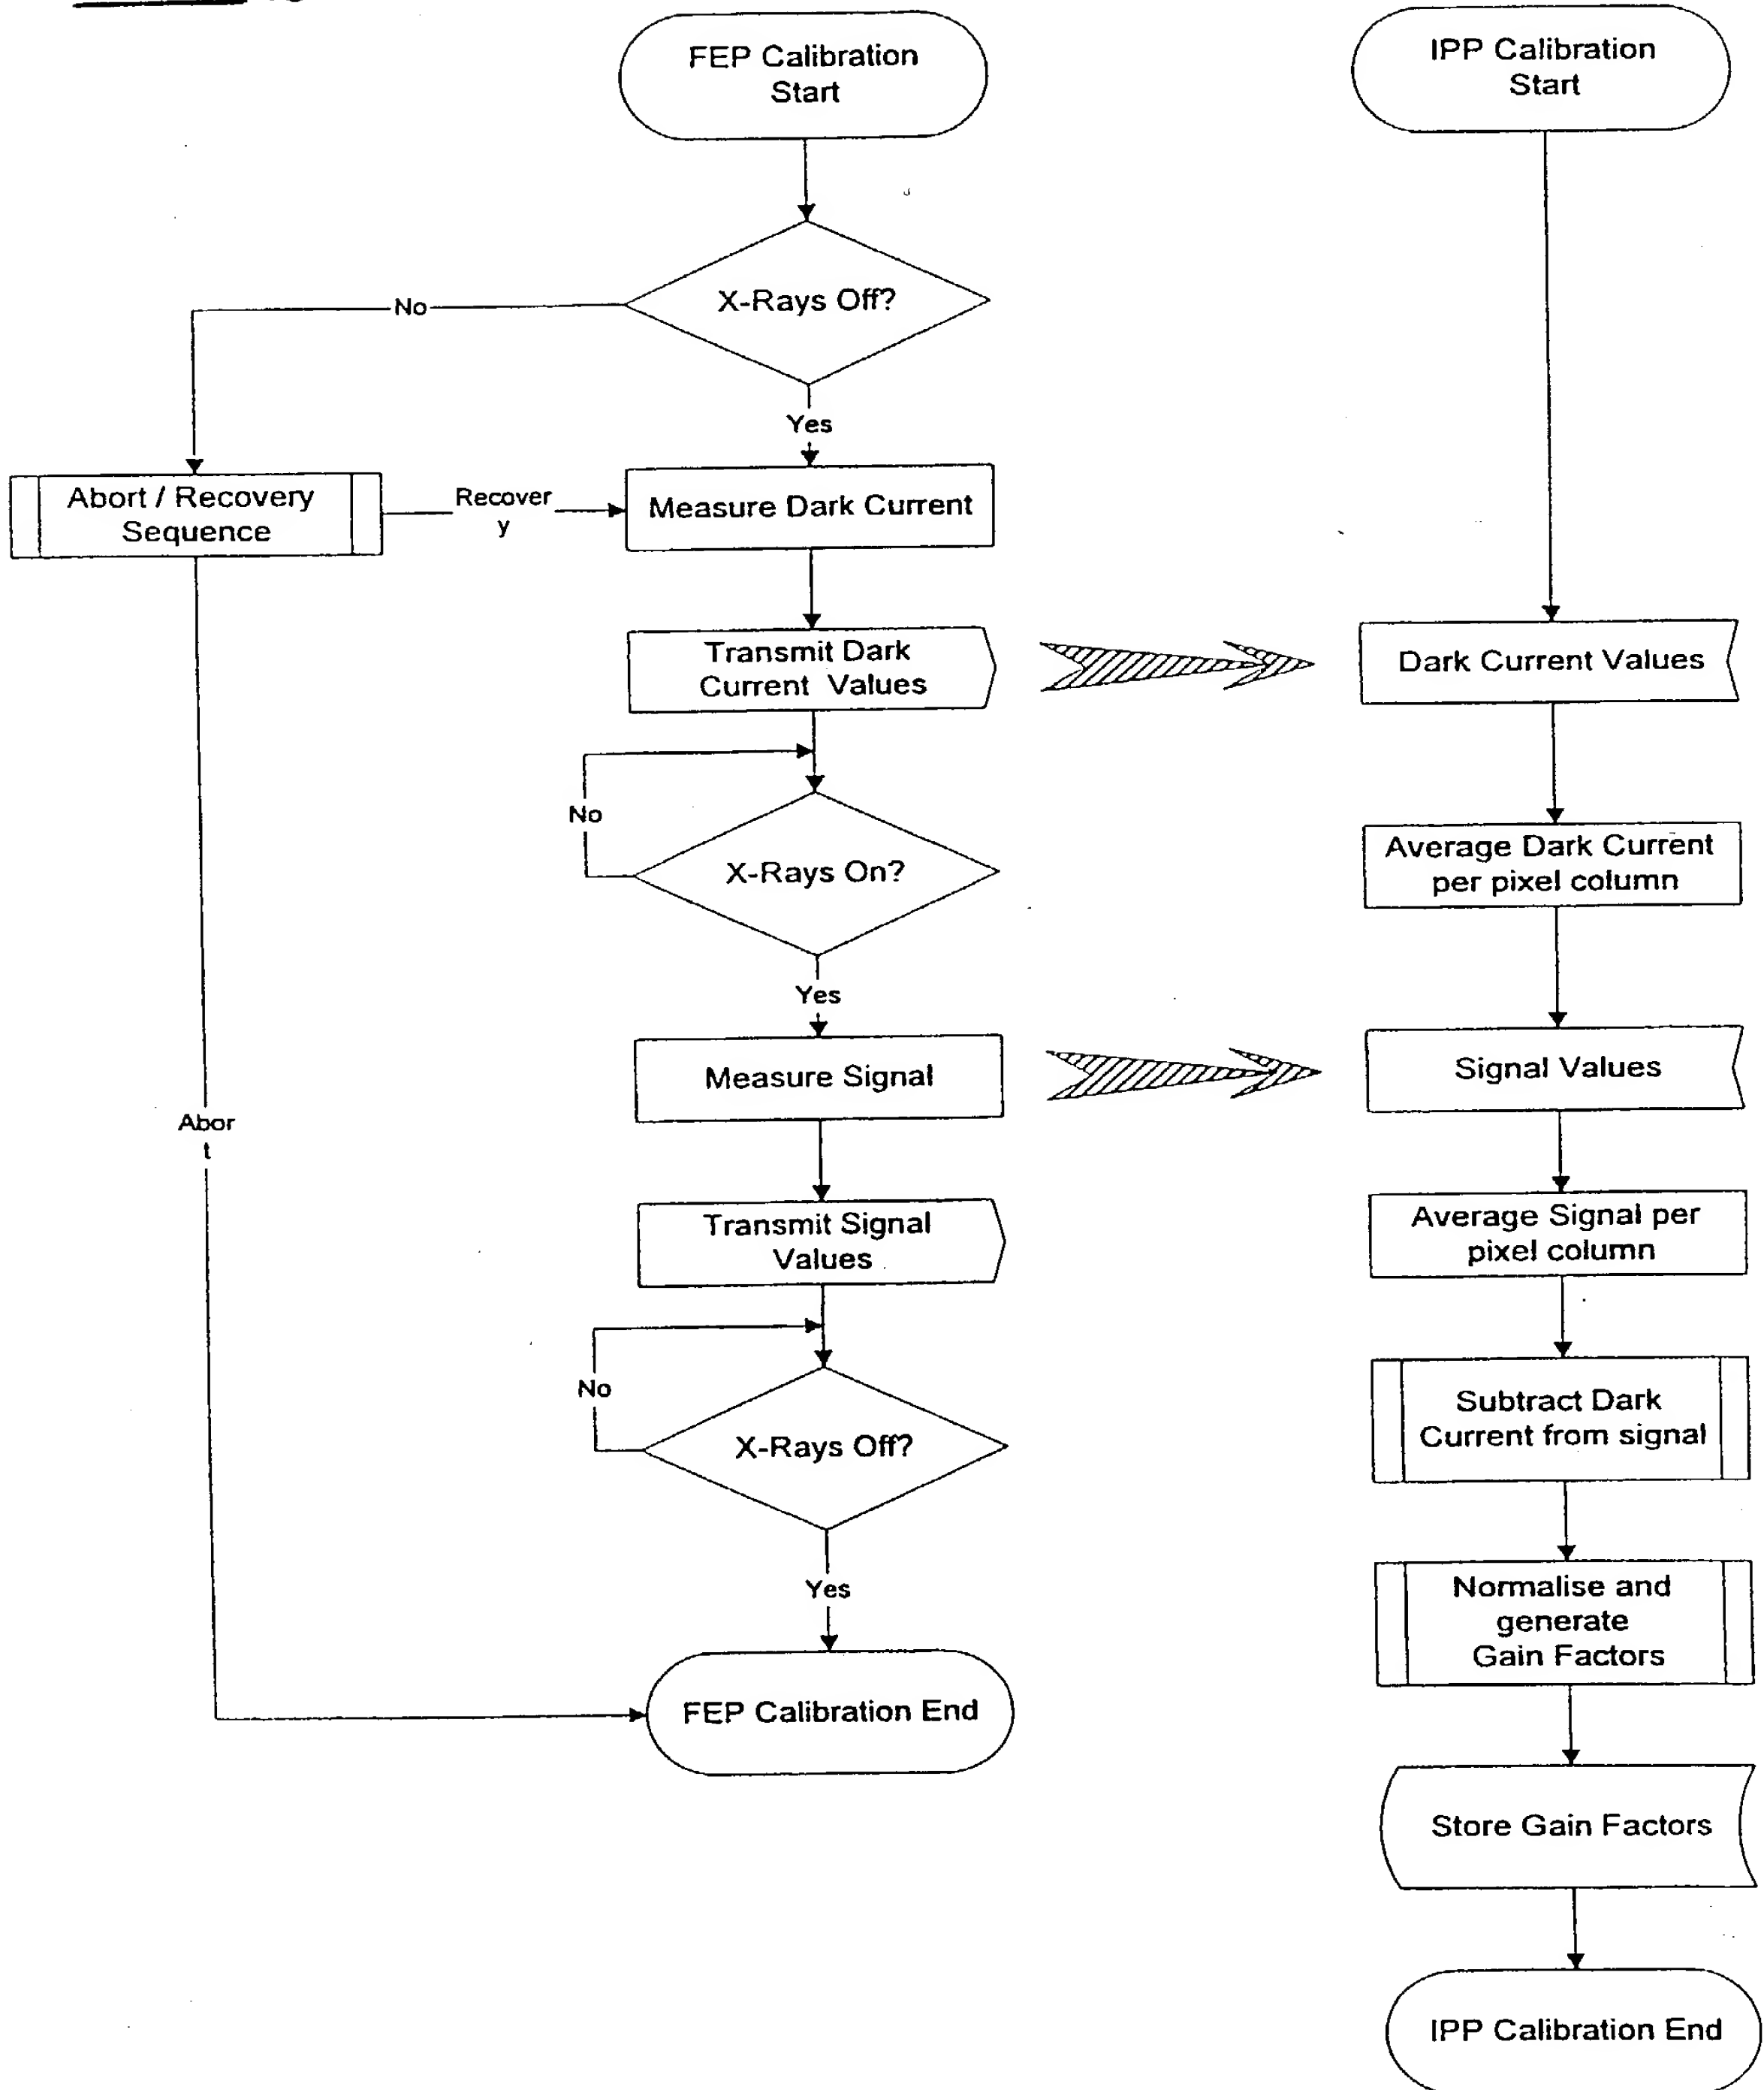 FEP Calibration
Start
X-Rays Off?
No
Yes
Abort / Recovery
Sequence
Recover
y
Measure Dark Current
Transmit Dark
Current Values
No
X-Rays On?
Yes
Measure Signal
Abor
t
Transmit Signal
Values
No
X-Rays Off?
Yes
FEP Calibration End
IPP Calibration
Start
Dark Current Values
Average Dark Current
per pixel column
Signal Values
Average Signal per
pixel column
Subtract Dark
Current from signal
Normalise and
generate
Gain Factors
Store Gain Factors
IPP Calibration End